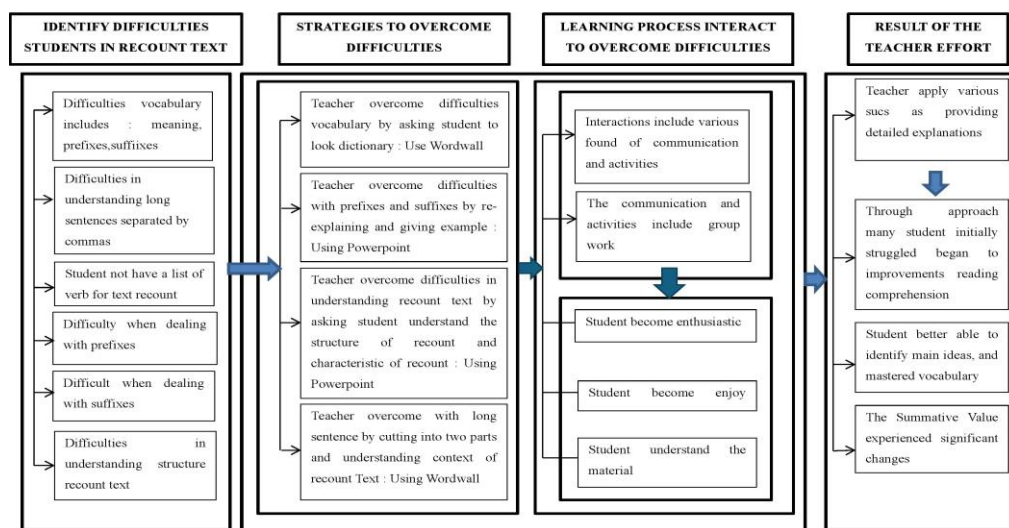 IDENTIFY DIFFICULTIES
STUDENTS IN RECOUNT TEXT
Difficulties vocabulary
includes : meaning,
prefixes,suffiixes
Difficulties in
understanding long
sentences separated by
commas
Student not have a list of
verb for text recount
Difficulty when dealing
with prefixes
Difficult when dealing
with suffixes
Difficulties in
understanding structure
recount text
STRATEGIES TO OVERCOME
DIFFICULTIES
Teacher overcome difficulties
vocabulary by asking student to
look dictionary : Use Wordwall
Teacher overcome difficulties
with prefixes and suffixes by re-
explaining and giving example :
Using Powerpoint
Teacher overcome difficulties in
understanding recount text by
asking student understand the
structure of recount and
characteristic of recount : Using
Powerpoint
Teacher overcome with long
sentence by cutting into two parts
and understanding context of
recount Text : Using Wordwall
LEARNING PROCESS INTERACT
TO OVERCOME DIFFICULTIES
Interactions include various
found of communication
and activities
The communication and
activities include group
work
Student become enthusiastic
Student become enjoy
Student understand the
material
RESULT OF THE
TEACHER EFFORT
Teacher apply various
sucs as providing
detailed explanations
Through approach
many student initially
struggled began to
improvements reading
comprehension
Student better able to
identify main ideas, and
mastered vocabulary
The Summative Value
experienced significant
changes